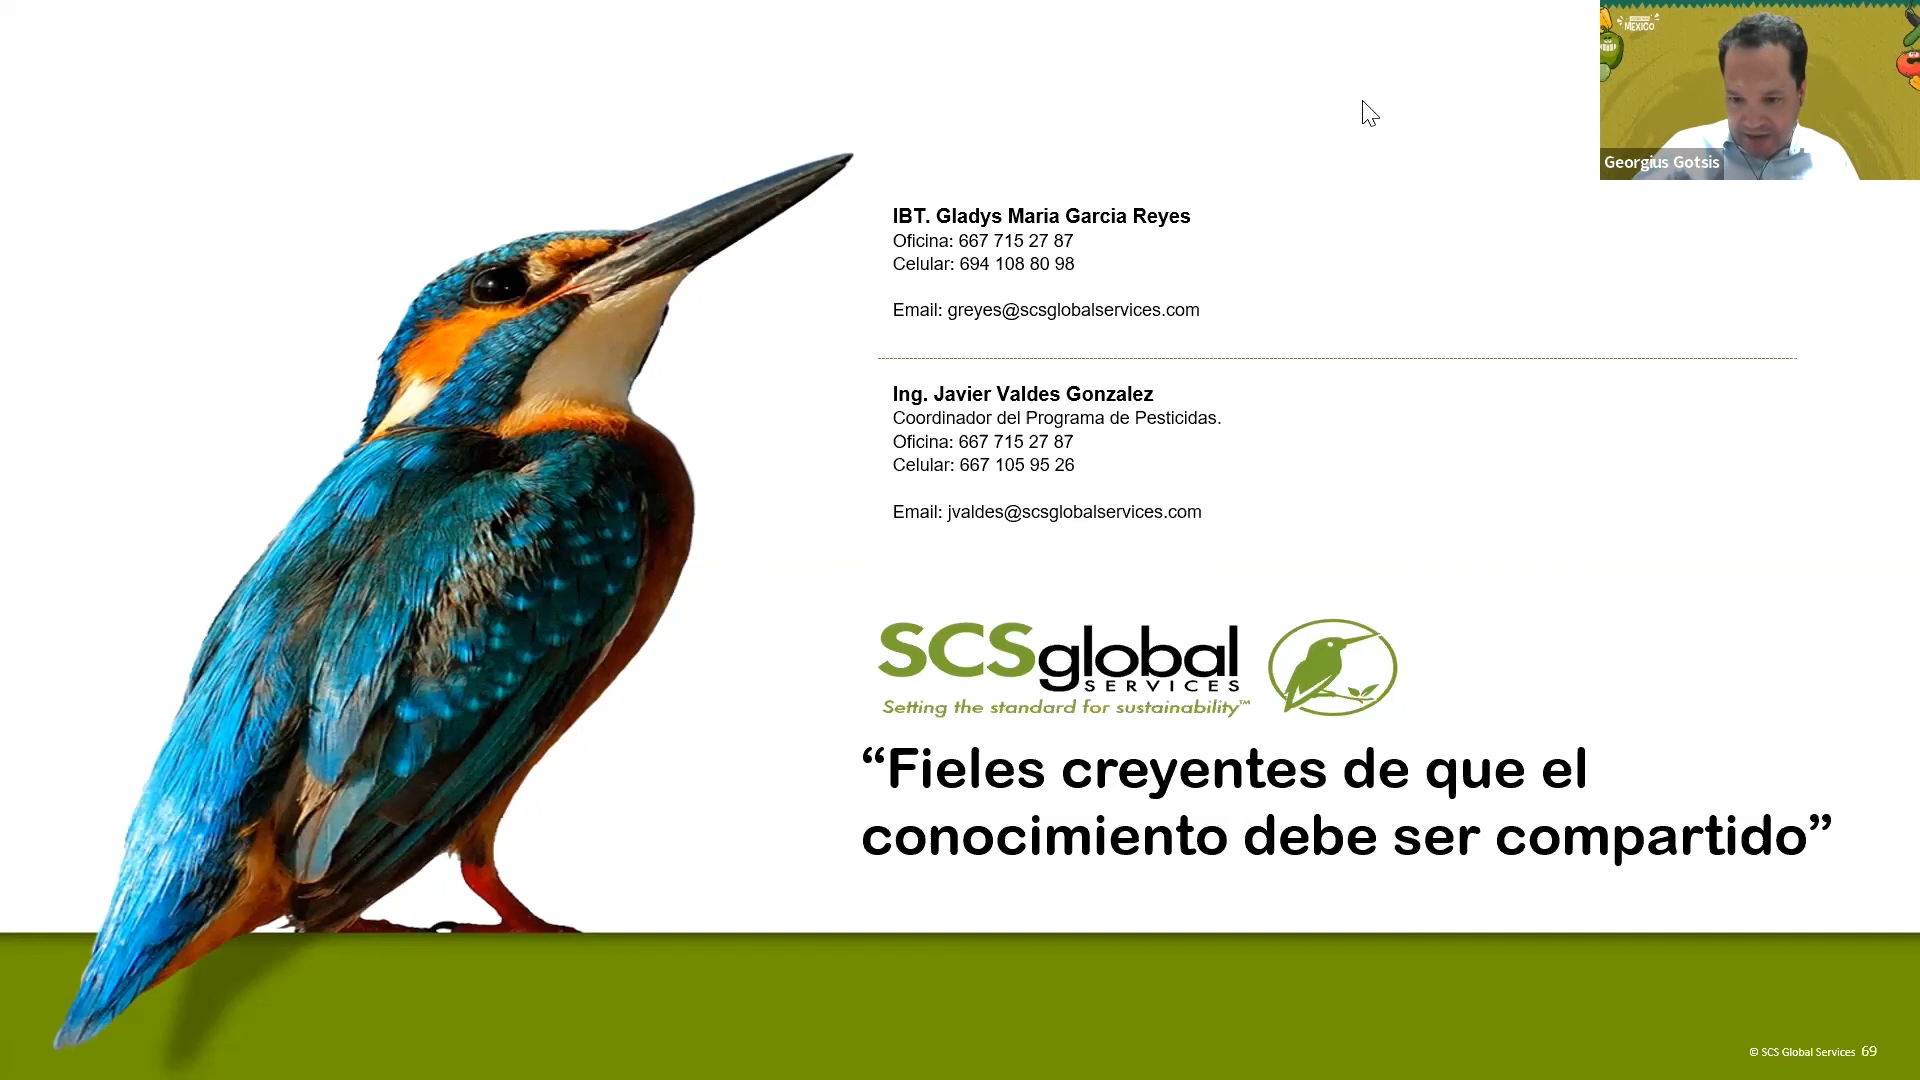 MEXICO
Georgius Gotsis
IBT. Gladys Maria Garcia Reyes
Oficina: 667 715 27 87
Celular: 694 108 80 98
Email: greyes@scsglobalservices.com
Ing. Javier Valdes Gonzalez
Coordinador del Programa de Pesticidas.
Oficina: 667 715 27 87
Celular: 667 105 95 26
Email: jvaldes@scsglobalservices.com
SCSglobal
SERVICES
Setting the standard for sustainability™
“Fieles creyentes de que el
conocimiento debe ser compartido”
© SCS Global Services 69